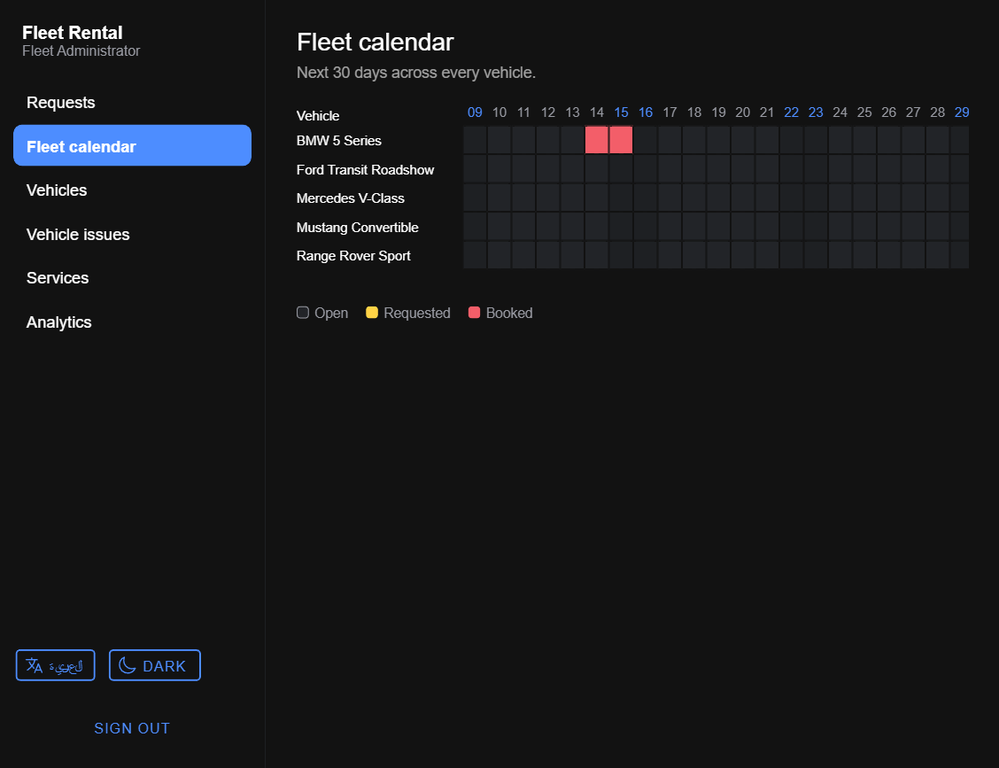 Fleet Rental
Fleet Administrator
Requests
Fleet calendar
Vehicles
Vehicle issues
Services
Analytics
DARK
SIGN OUT
Fleet calendar
Next 30 days across every vehicle.
Vehicle 09 10 11 12 13 14 15 16 17 18 19 20 21 22 23 24 25 26 27 28 29
BMW 5 Series
Ford Transit Roadshow
Mercedes V-Class
Mustang Convertible
Range Rover Sport
Open Requested Booked